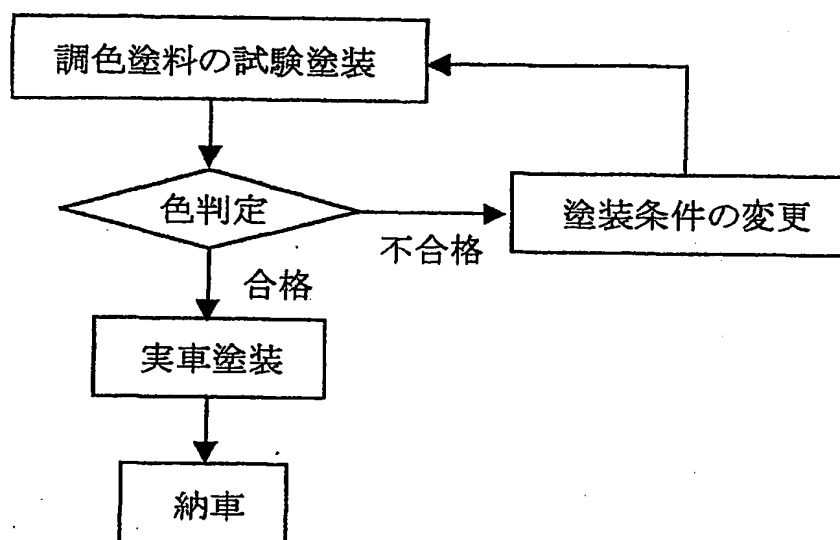 調色塗料の試験塗装
色判定
不合格
塗装条件の変更
合格
実車塗装
納車